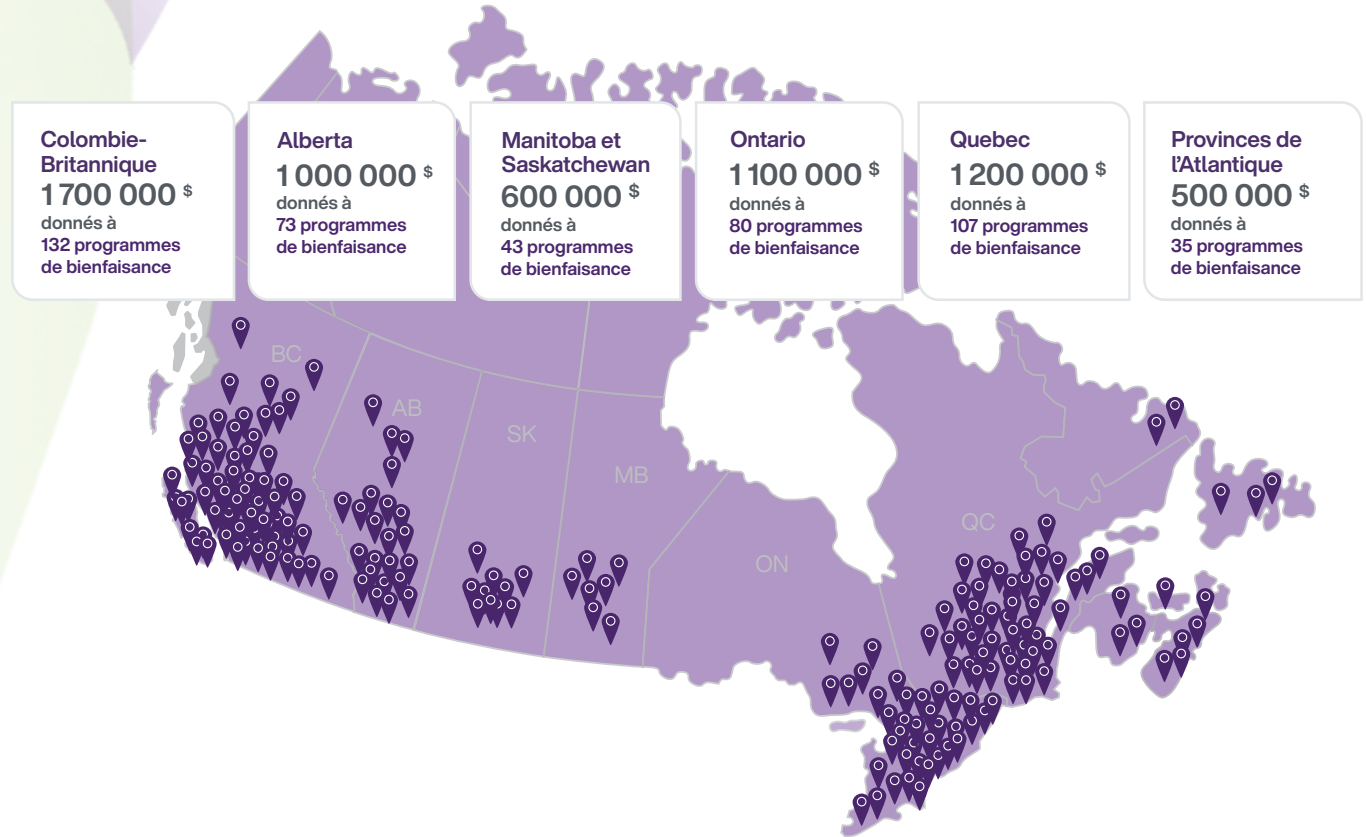 Colombie-
Britannique
1 700 000 $
donnés à
132 programmes
de bienfaisance
Alberta
1 000 000 $
donnés à
73 programmes
de bienfaisance
Manitoba et
Saskatchewan
600 000 $
donnés à
43 programmes
de bienfaisance
Ontario
1 100 000 $
donnés à
80 programmes
de bienfaisance
Quebec
1 200 000 $
donnés à
107 programmes
de bienfaisance
Provinces de
l'Atlantique
500 000 $
donnés à
35 programmes
de bienfaisance
BC
AB
SK
MB
ON
QC